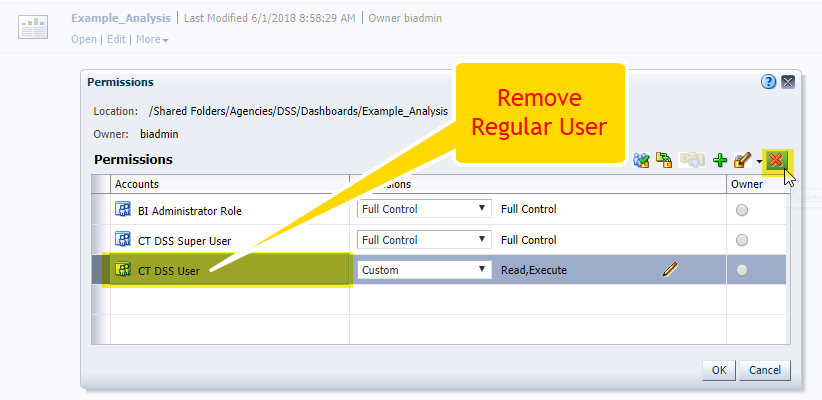 Example_Analysis | Last Modified 6/1/2018 8:58:29 AM | Owner biadmin
Open | Edit | More
Permissions
Location: /Shared Folders/Agencies/DSS/Dashboards/Example_Analysis
Owner: biadmin
Remove
Regular User
Permissions
Accounts Owner
BI Administrator Role Full Control Full Control
CT DSS Super User Full Control Full Control
CT DSS User Custom Read,Execute
OK Cancel